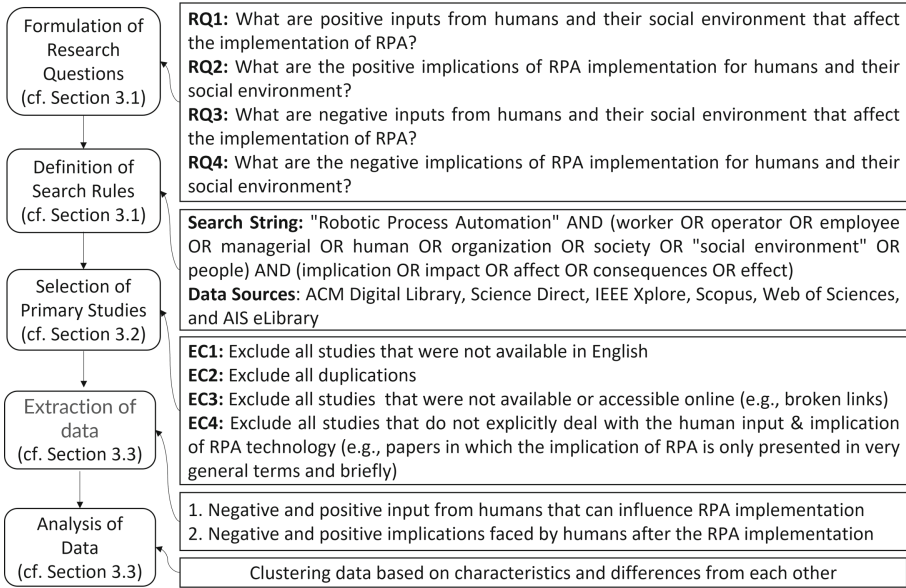 Formulation of
Research
Questions
(cf. Section 3.1)
RQ1: What are positive inputs from humans and their social environment that affect
the implementation of RPA?
RQ2: What are the positive implications of RPA implementation for humans and their
social environment?
RQ3: What are negative inputs from humans and their social environment that affect
the implementation of RPA?
RQ4: What are the negative implications of RPA implementation for humans and their
social environment?
Definition of
Search Rules
(cf. Section 3.1)
Search String: "Robotic Process Automation" AND (worker OR operator OR employee
OR managerial OR human OR organization OR society OR "social environment" OR
people) AND (implication OR impact OR affect OR consequences OR effect)
Data Sources: ACM Digital Library, Science Direct, IEEE Xplore, Scopus, Web of Sciences,
and AIS eLibrary
Selection of
Primary Studies
(cf. Section 3.2)
EC1: Exclude all studies that were not available in English
EC2: Exclude all duplications
EC3: Exclude all studies that were not available or accessible online (e.g., broken links)
EC4: Exclude all studies that do not explicitly deal with the human input & implication
of RPA technology (e.g., papers in which the implication of RPA is only presented in very
general terms and briefly)
Extraction of
data
(cf. Section 3.3)
1. Negative and positive input from humans that can influence RPA implementation
2. Negative and positive implications faced by humans after the RPA implementation
Analysis of
Data
(cf. Section 3.3)
Clustering data based on characteristics and differences from each other